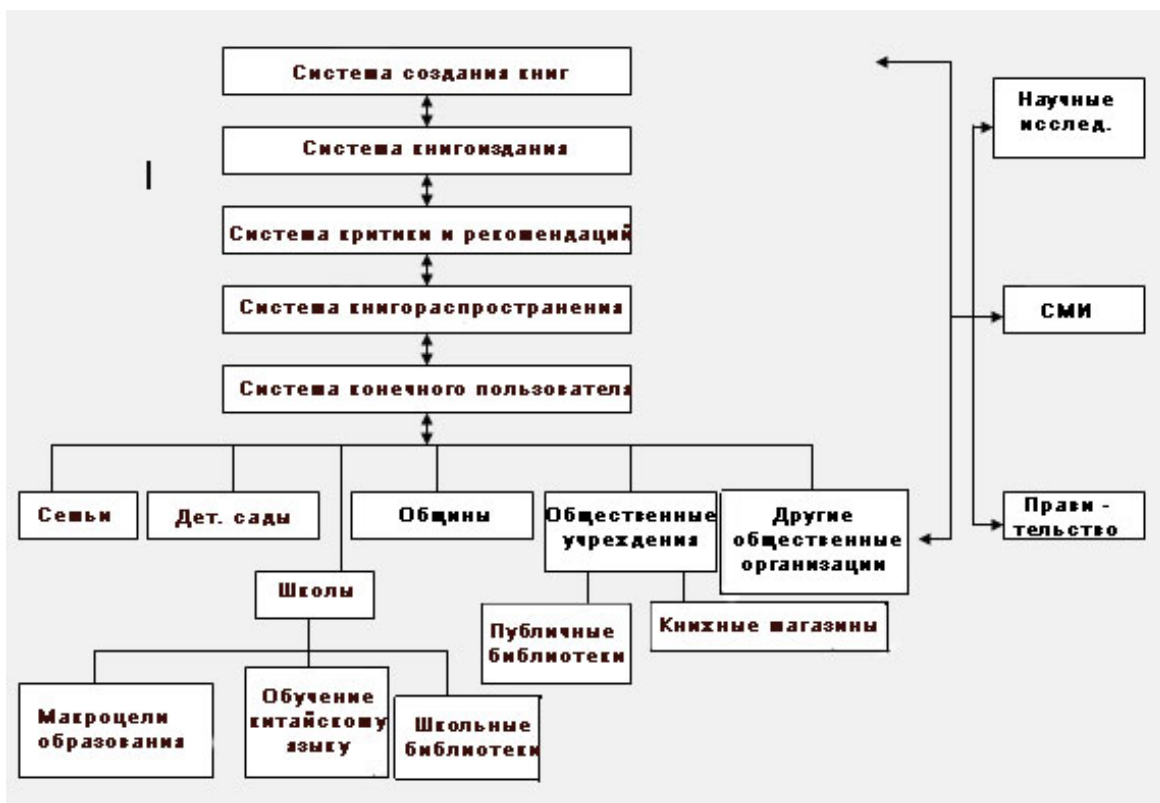 Система создания книг
Научные
исслед.
Система книгоиздания
Система критики и рекомендаций
Система книгораспространения
СМИ
Система конечного пользователя
Семьи
Дет. сады
Общины
Общественные
учреждения
Другие
общественные
организации
Прави -
тельство
Школы
Публичные
библиотеки
Книжные магазины
Макроцели
образования
Обучение
китайскому
языку
Школьные
библиотеки